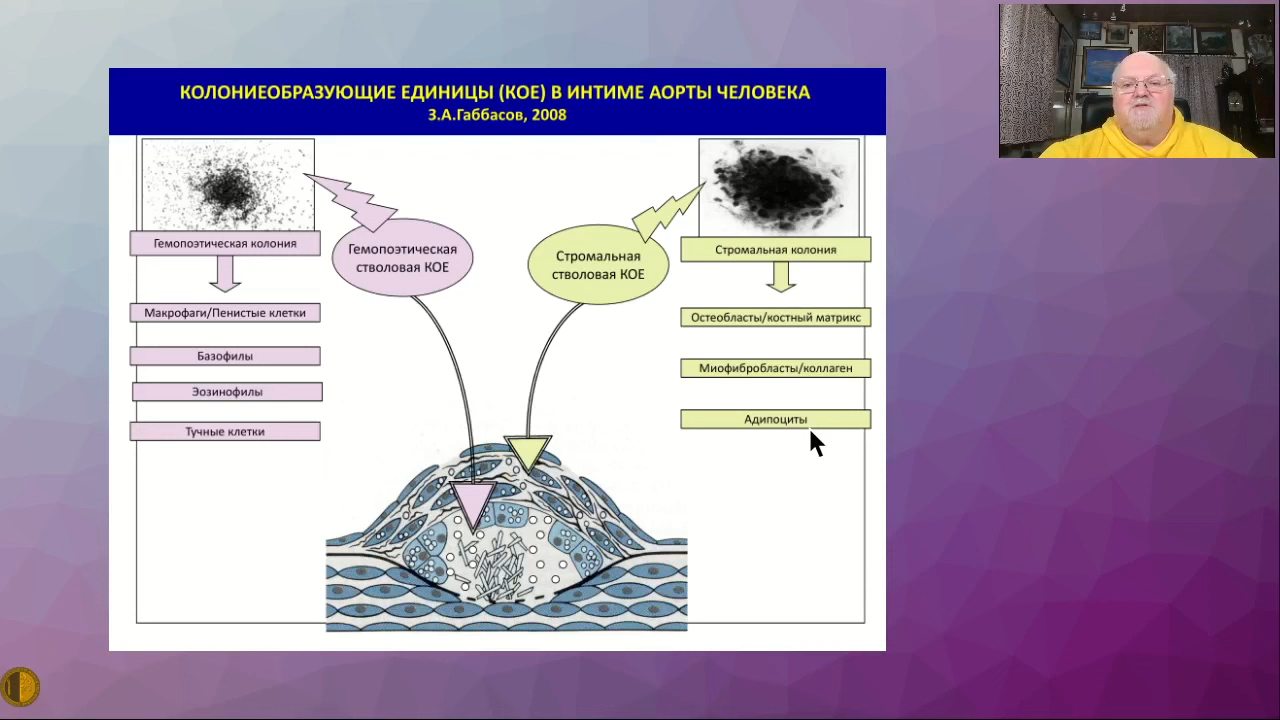 КОЛОНИЕОБРАЗУЮЩИЕ ЕДИНИЦЫ (КОЕ) В ИНТИМЕ АОРТЫ ЧЕЛОВЕКА
З.А.Габбасов, 2008
Гемопоэтическая колония
Гемопоэтическая
стволовая КОЕ
Стромальная
стволовая КОЕ
Стромальная колония
Макрофаги/Пенистые клетки
Базофилы
Эозинофилы
Тучные клетки
Остеобласты/костный матрикс
Миофибробласты/коллаген
Адипоциты